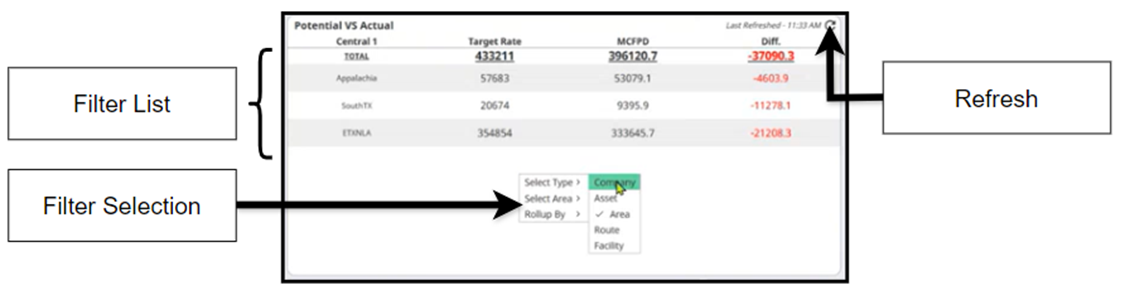 Potential VS Actual
Last Refreshed - 11:33 AM
Central 1 Target Rate MCFPD Diff.
TOTAL 433211 396120.7 -37090.3
Appalachia 57683 53079.1 -4603.9
SouthTX 20674 9395.9 -11278.1
ETXNLA 354854 333645.7 -21208.3
Filter List
Refresh
Filter Selection
Select Type >
Select Area >
Rollup By >
Company
Asset
✓ Area
Route
Facility